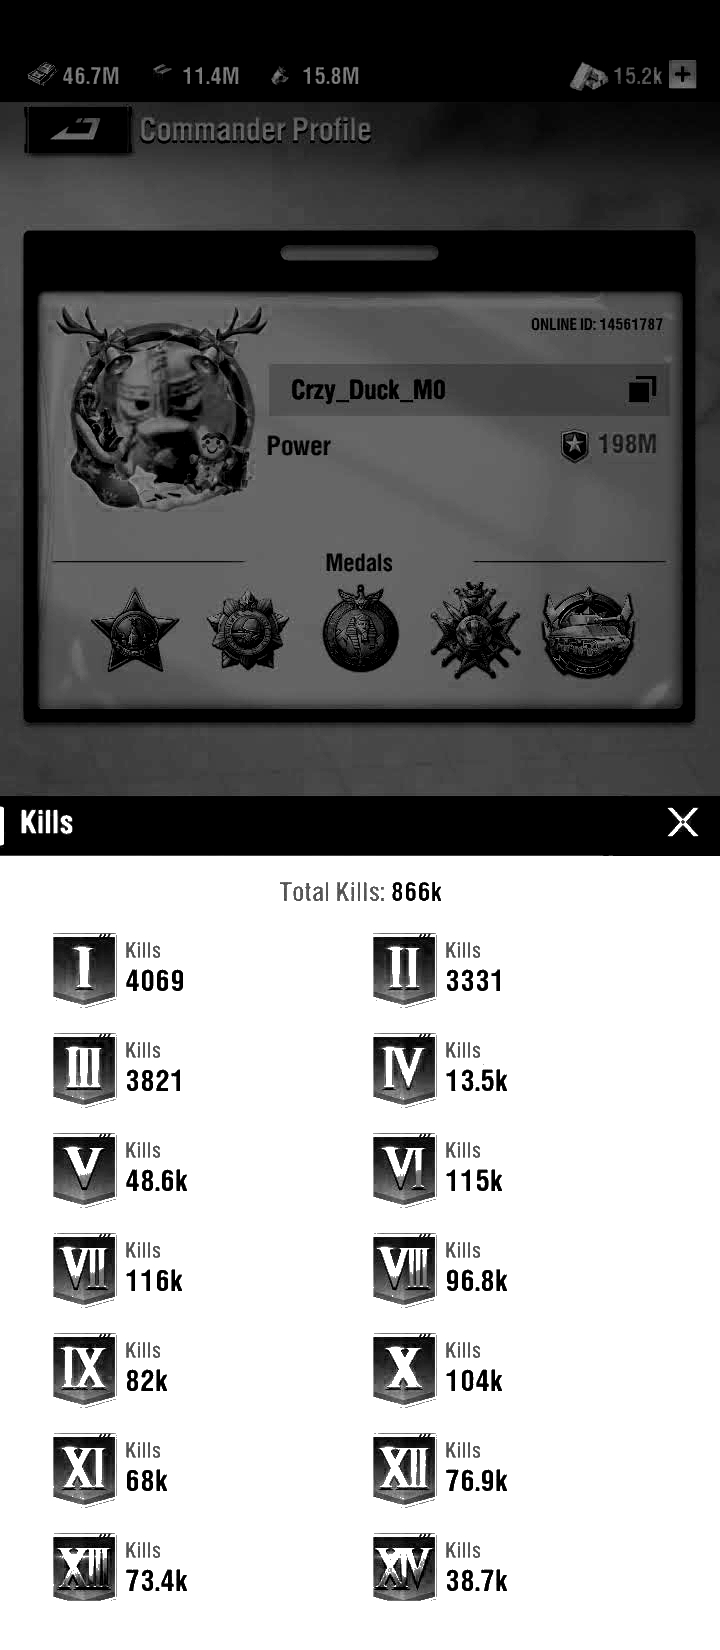 46.7M 11.4M 15.8M 15.2k
Commander Profile
ONLINE ID: 14561787
Crzy_Duck_M0
Power 198M
Medals
Kills
Total Kills: 866k
I Kills 4069
II Kills 3331
III Kills 3821
IV Kills 13.5k
V Kills 48.6k
VI Kills 115k
VII Kills 116k
VIII Kills 96.8k
IX Kills 82k
X Kills 104k
XI Kills 68k
XII Kills 76.9k
XIII Kills 73.4k
XIV Kills 38.7k